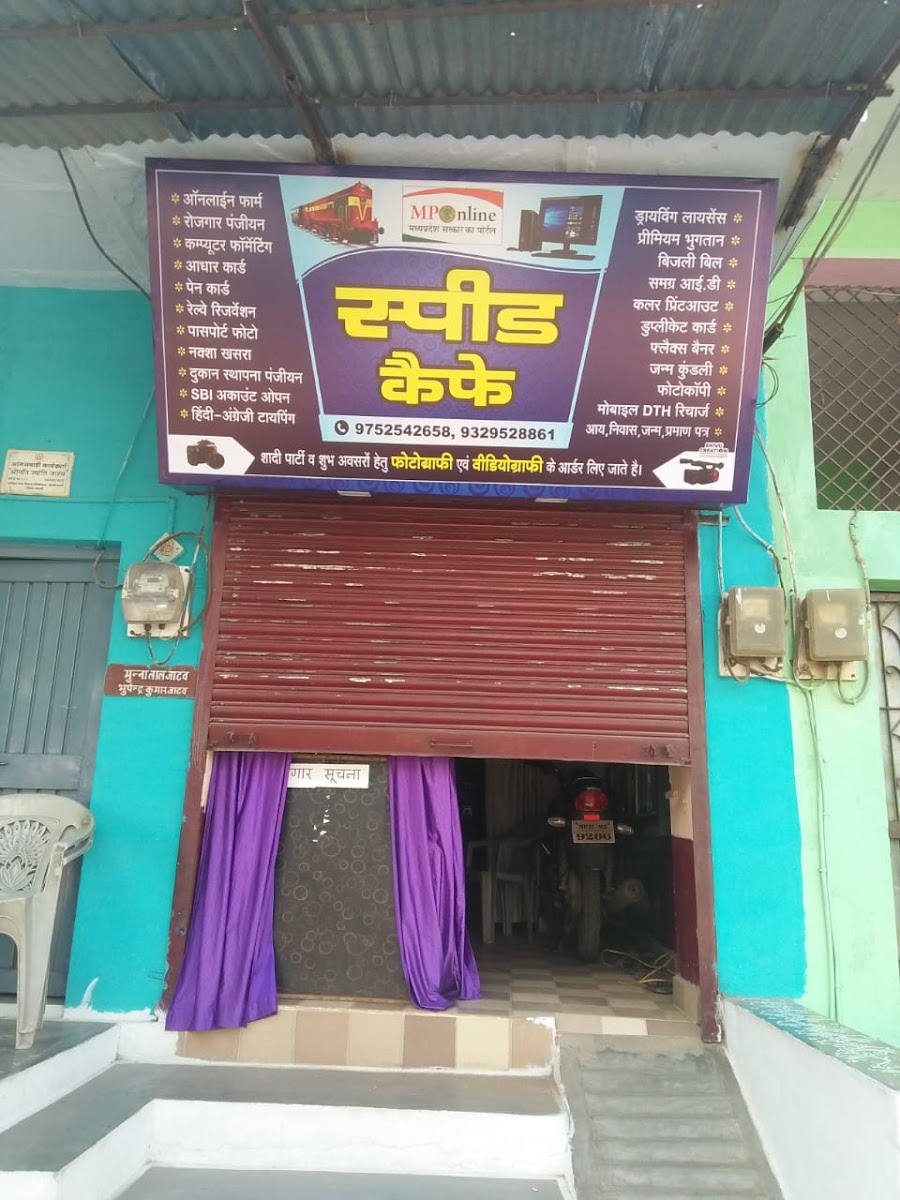 MPOnline
मध्यप्रदेश सरकार का पोर्टल
स्पीड
कैफे
9752542658, 9329528861
ऑनलाईन फार्म
रोजगार पंजीयन
कम्प्यूटर फॉर्मेटिंग
आधार कार्ड
पेन कार्ड
रेल्वे रिजर्वेशन
पासपोर्ट फोटो
नक्शा खसरा
दुकान स्थापना पंजीयन
SBI अकाउंट ओपन
हिंदी-अंग्रेजी टायपिंग
ड्रायविंग लायसेंस
प्रीमियम भुगतान
बिजली बिल
समग्र आई.डी
कलर प्रिंटआउट
डुप्लीकेट कार्ड
फ्लैक्स बैनर
जन्म कुंडली
फोटोकॉपी
मोबाइल DTH रिचार्ज
आय,निवास,जन्म,प्रमाण पत्र
शादी पार्टी व शुभ अवसरों हेतु फोटोग्राफी एवं वीडियोग्राफी के आर्डर लिए जाते है।
मुन्नालाल जाटव
भुपेन्द्र कुमार जाटव
गार सूचना
9206